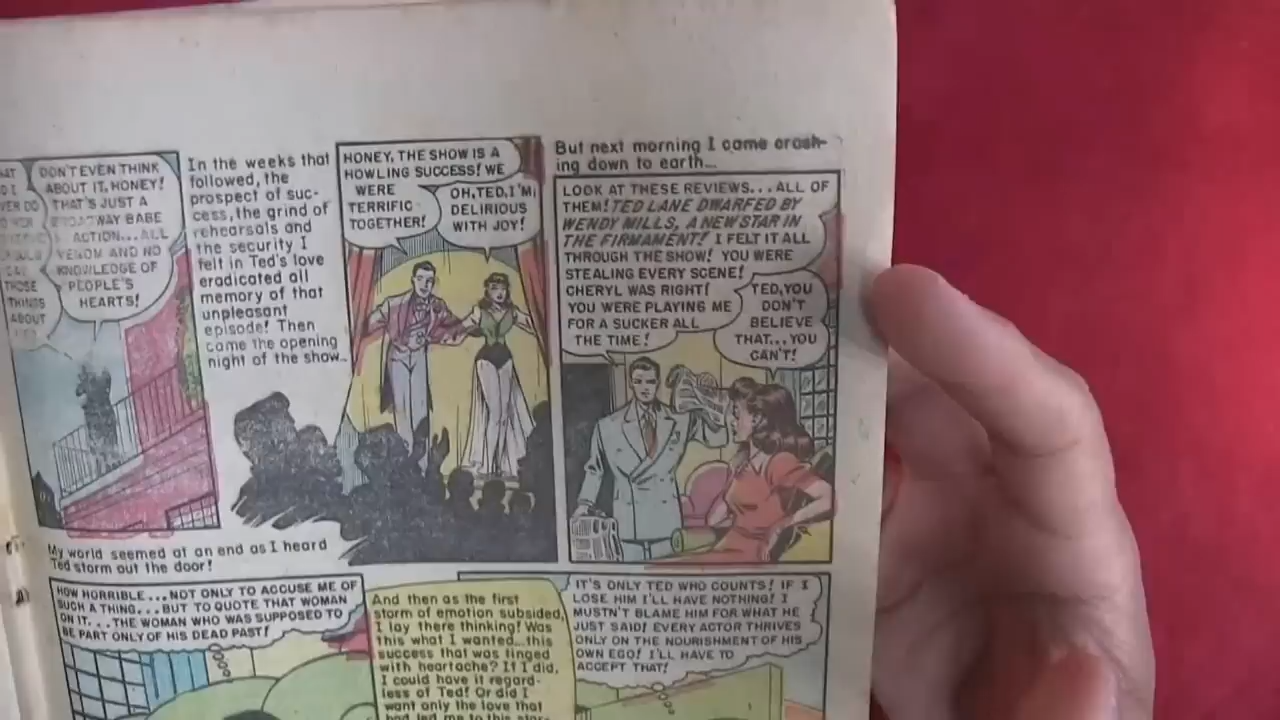 DON'T EVEN THINK
ABOUT IT, HONEY!
THAT'S JUST A
BROADWAY BABE
ACTION...ALL
VENOM AND NO
KNOWLEDGE OF
PEOPLE'S
HEARTS!
THOSE
THINGS
ABOUT
In the weeks that
followed, the
prospect of suc-
cess, the grind of
rehearsals and
the security I
felt in Ted's love
eradicated all
memory of that
unpleasant
episode! Then
came the opening
night of the show...
HONEY, THE SHOW IS A
HOWLING SUCCESS! WE
WERE
TERRIFIC
TOGETHER!
OH, TED, I'M
DELIRIOUS
WITH JOY!
But next morning I came crash-
ing down to earth...
LOOK AT THESE REVIEWS...ALL OF
THEM! TED LANE DWARFED BY
WENDY MILLS, A NEW STAR IN
THE FIRMAMENT! I FELT IT ALL
THROUGH THE SHOW! YOU WERE
STEALING EVERY SCENE!
CHERYL WAS RIGHT!
YOU WERE PLAYING ME
FOR A SUCKER ALL
THE TIME!
TED, YOU
DON'T
BELIEVE
THAT...YOU
CAN'T!
My world seemed at an end as I heard
Ted storm out the door!
HOW HORRIBLE...NOT ONLY TO ACCUSE ME OF
SUCH A THING...BUT TO QUOTE THAT WOMAN
ON IT...THE WOMAN WHO WAS SUPPOSED TO
BE PART ONLY OF HIS DEAD PAST!
And then as the first
storm of emotion subsided,
I lay there thinking! Was
this what I wanted...this
success that was tinged
with heartache? If I did,
I could have it regard-
less of Ted! Or did I
want only the love that
had led me to this
IT'S ONLY TED WHO COUNTS! IF I
LOSE HIM I'LL HAVE NOTHING! I
MUSTN'T BLAME HIM FOR WHAT HE
JUST SAID! EVERY ACTOR THRIVES
ONLY ON THE NOURISHMENT OF HIS
OWN EGO! I'LL HAVE TO
ACCEPT THAT!